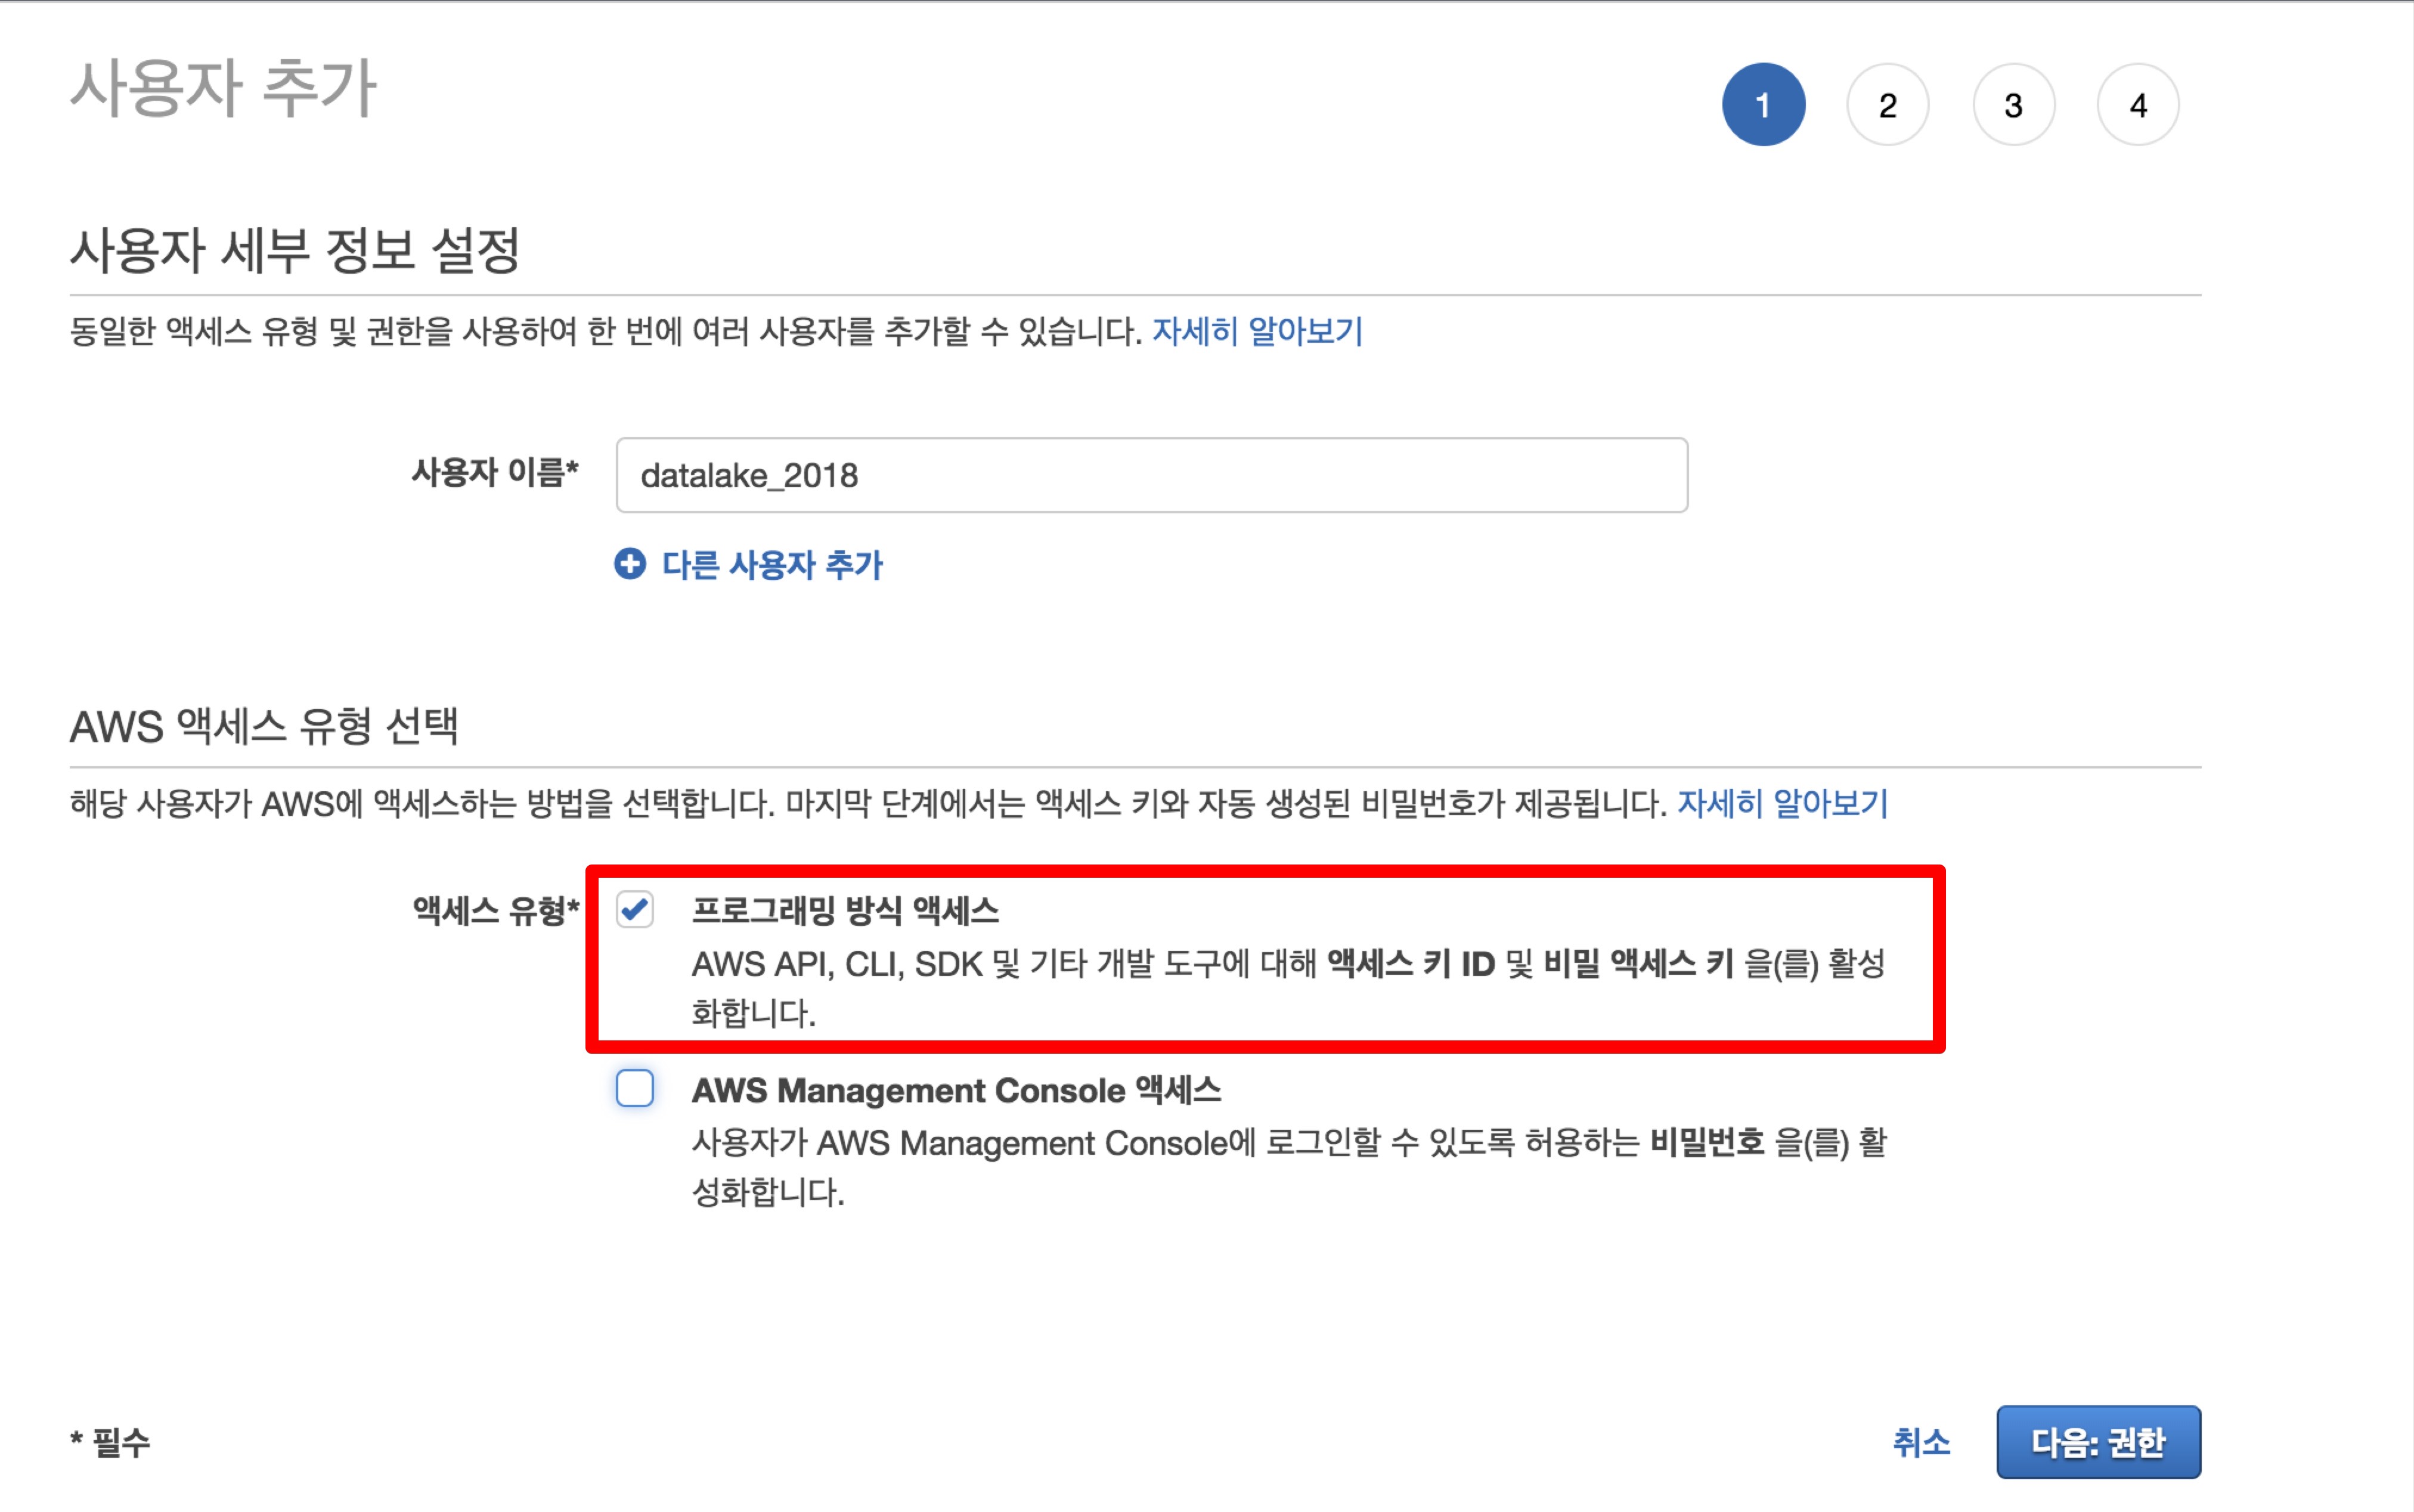 사용자 추가
1 2 3 4
사용자 세부 정보 설정
동일한 액세스 유형 및 권한을 사용하여 한 번에 여러 사용자를 추가할 수 있습니다. 자세히 알아보기
사용자 이름* datalake_2018
다른 사용자 추가
AWS 액세스 유형 선택
해당 사용자가 AWS에 액세스하는 방법을 선택합니다. 마지막 단계에서는 액세스 키와 자동 생성된 비밀번호가 제공됩니다. 자세히 알아보기
액세스 유형* 프로그래밍 방식 액세스
AWS API, CLI, SDK 및 기타 개발 도구에 대해 액세스 키 ID 및 비밀 액세스 키 을(를) 활성
화합니다.
AWS Management Console 액세스
사용자가 AWS Management Console에 로그인할 수 있도록 허용하는 비밀번호 을(를) 활
성화합니다.
* 필수 취소 다음: 권한